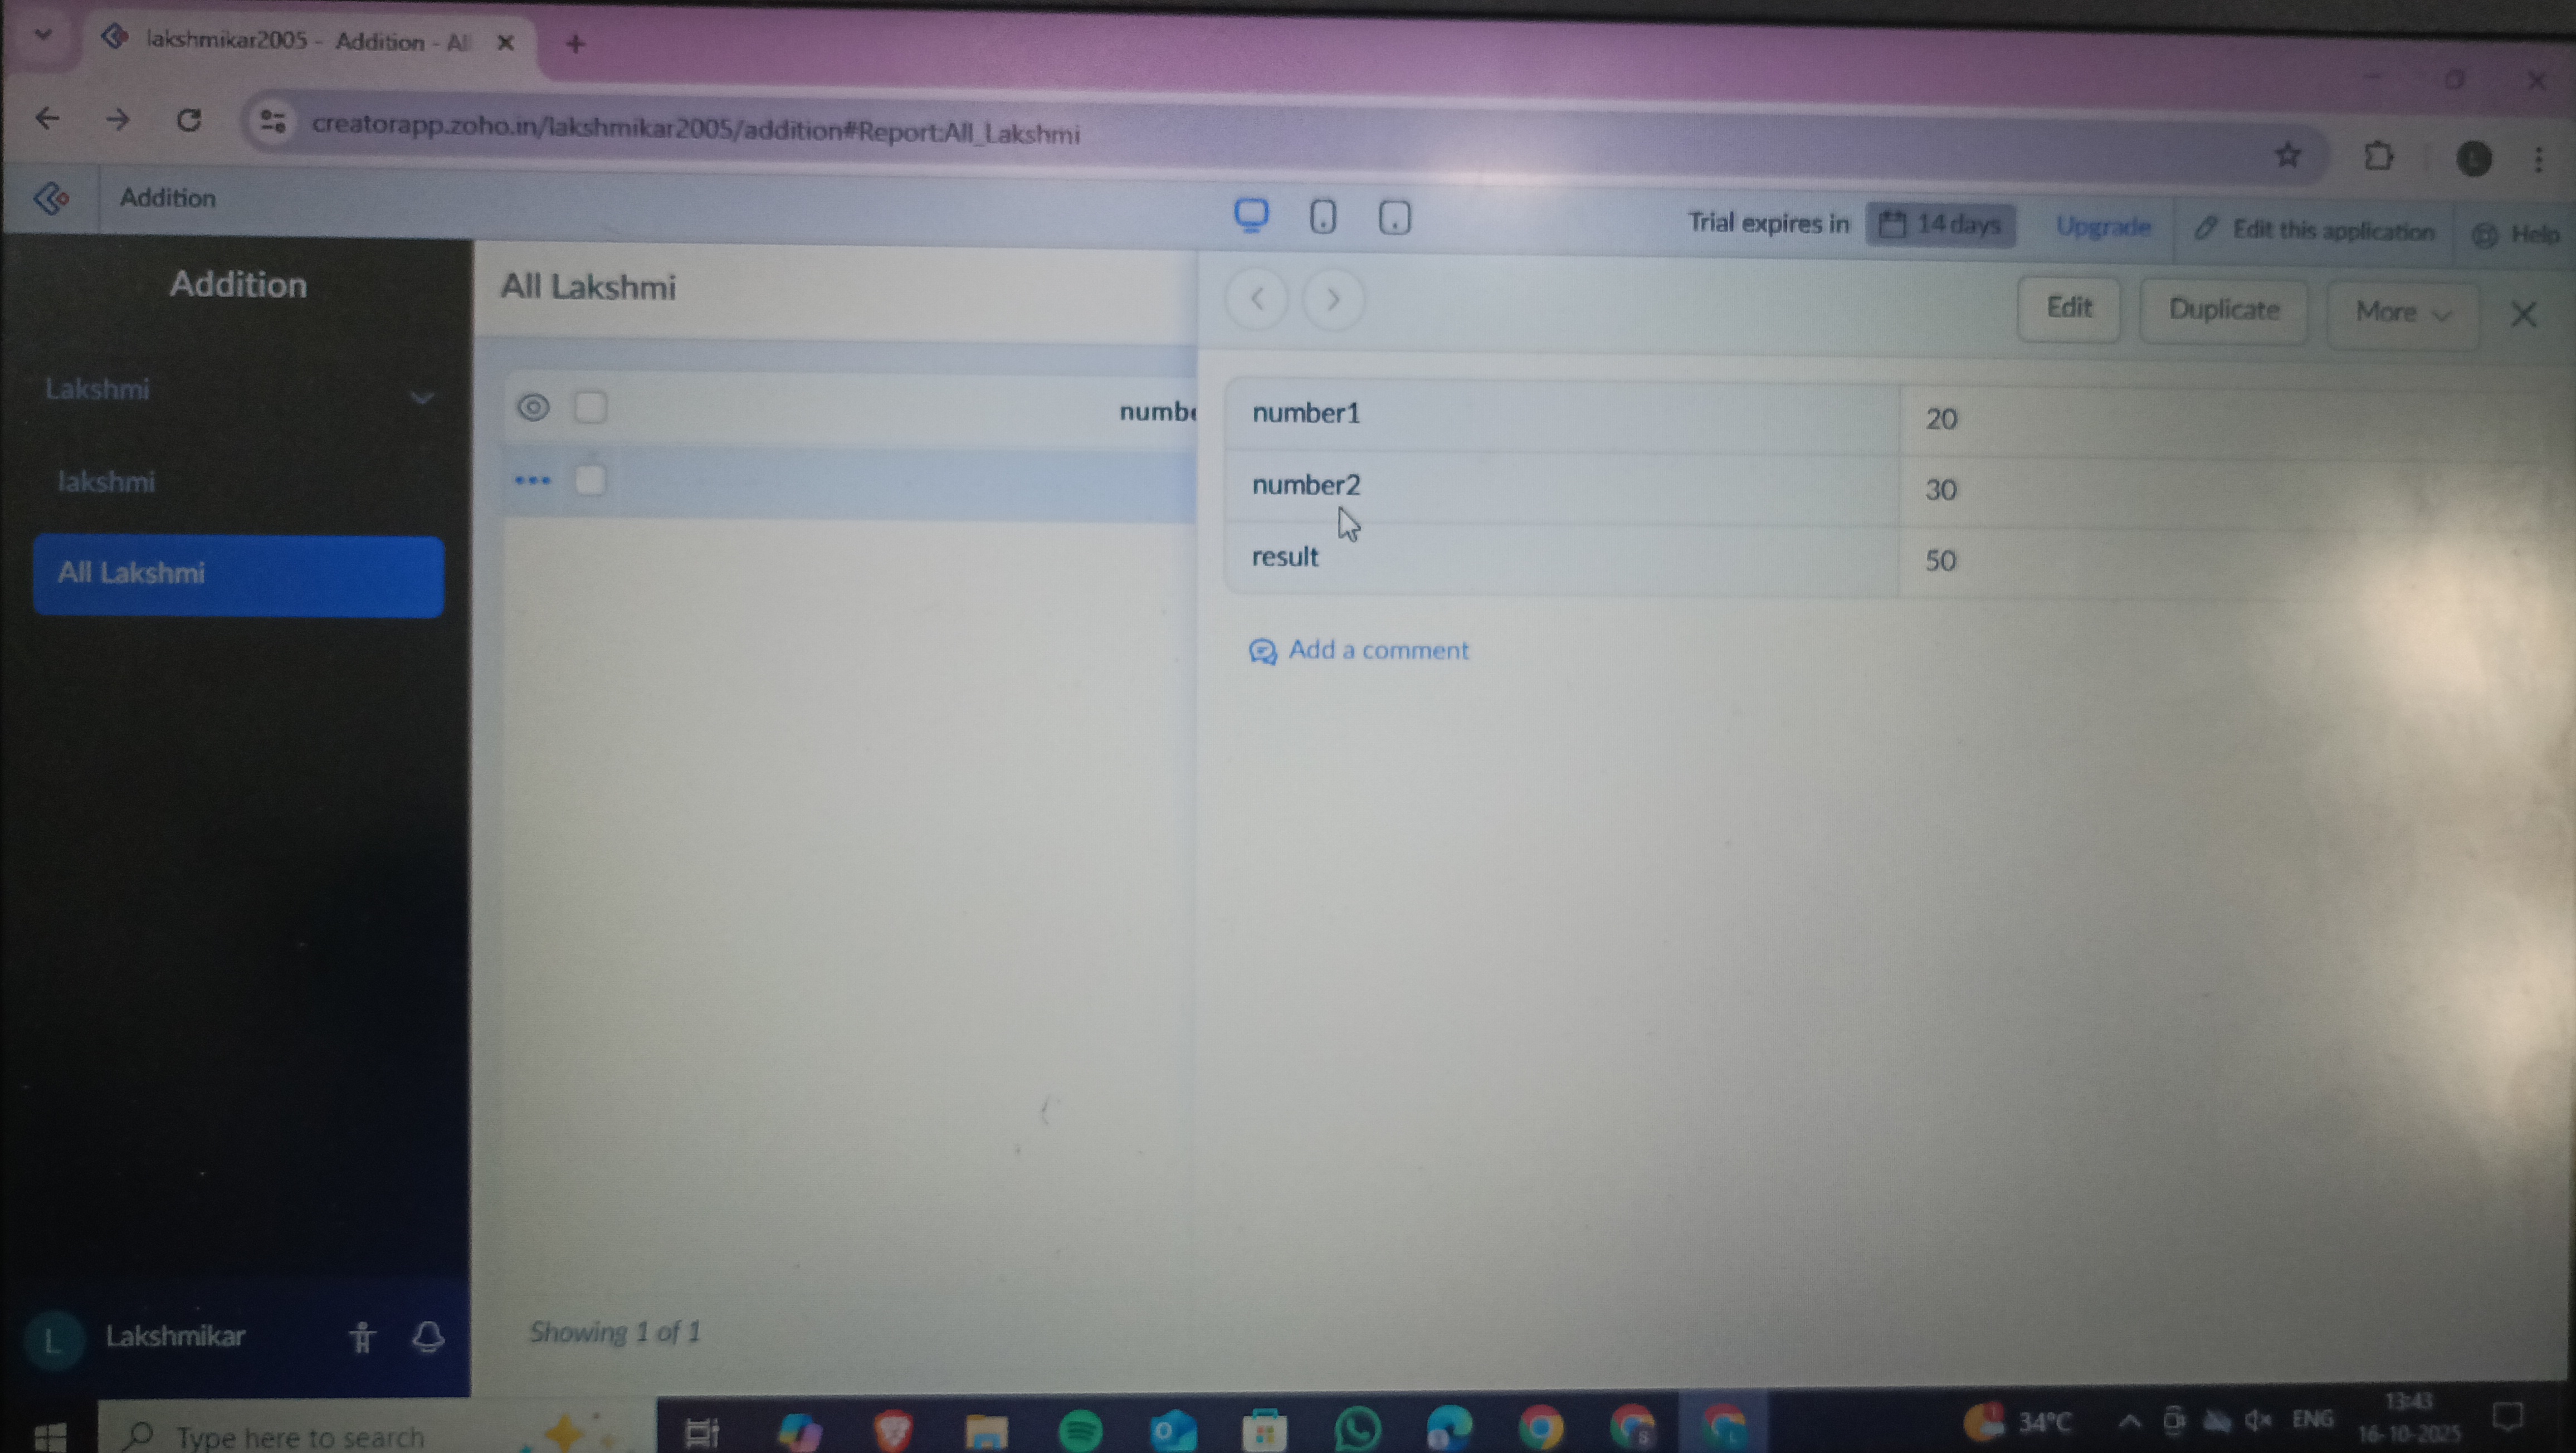 lakshmikar2005 - Addition - All
creatorapp.zoho.in/lakshmikar2005/addition#Report:All_Lakshmi
Addition
Trial expires in 14 days Upgrade Edit this application Help
Addition
All Lakshmi
Edit Duplicate More
Lakshmi
numbe
number1 20
lakshmi
number2 30
All Lakshmi
result 50
Add a comment
L Lakshmikar
Showing 1 of 1
Type here to search
34°C ENG
13:43
16-10-2025